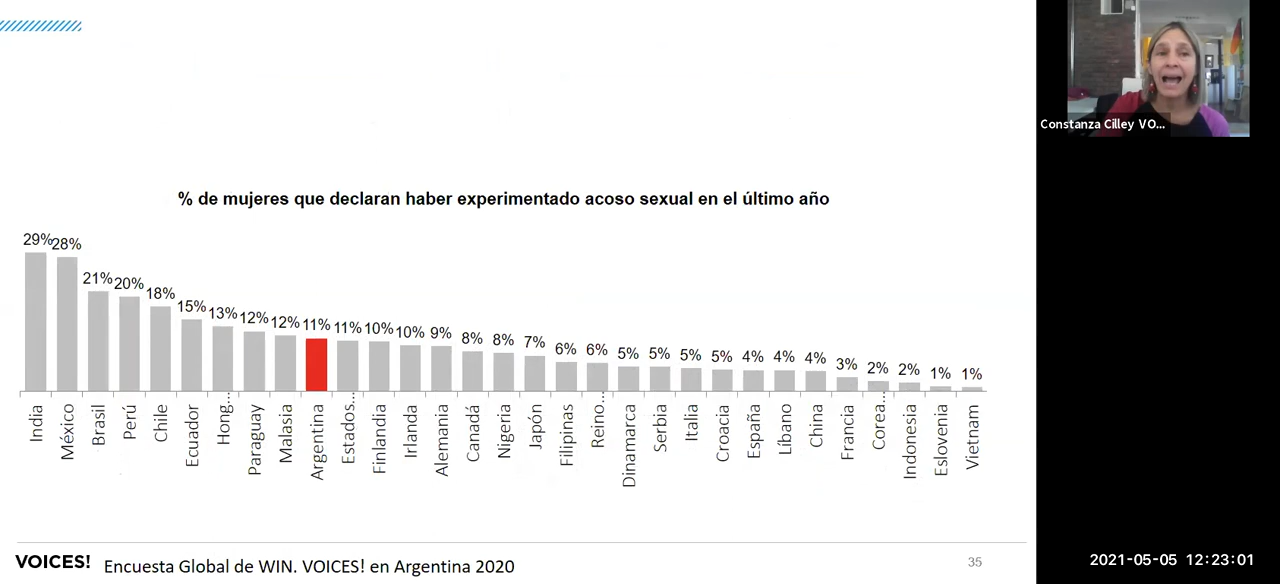 % de mujeres que declaran haber experimentado acoso sexual en el último año
29% 28% 21% 20% 18% 15% 13% 12% 12% 11% 11% 10% 10% 9% 8% 8% 7% 6% 6% 5% 5% 5% 5% 4% 4% 4% 3% 2% 2% 1% 1%
India
México
Brasil
Perú
Chile
Ecuador
Hong...
Paraguay
Malasia
Argentina
Estados...
Finlandia
Irlanda
Alemania
Canadá
Nigeria
Japón
Filipinas
Reino...
Dinamarca
Serbia
Italia
Croacia
España
Líbano
China
Francia
Corea...
Indonesia
Eslovenia
Vietnam
VOICES! Encuesta Global de WIN. VOICES! en Argentina 2020
35
Constanza Cilley VO...
2021-05-05 12:23:01